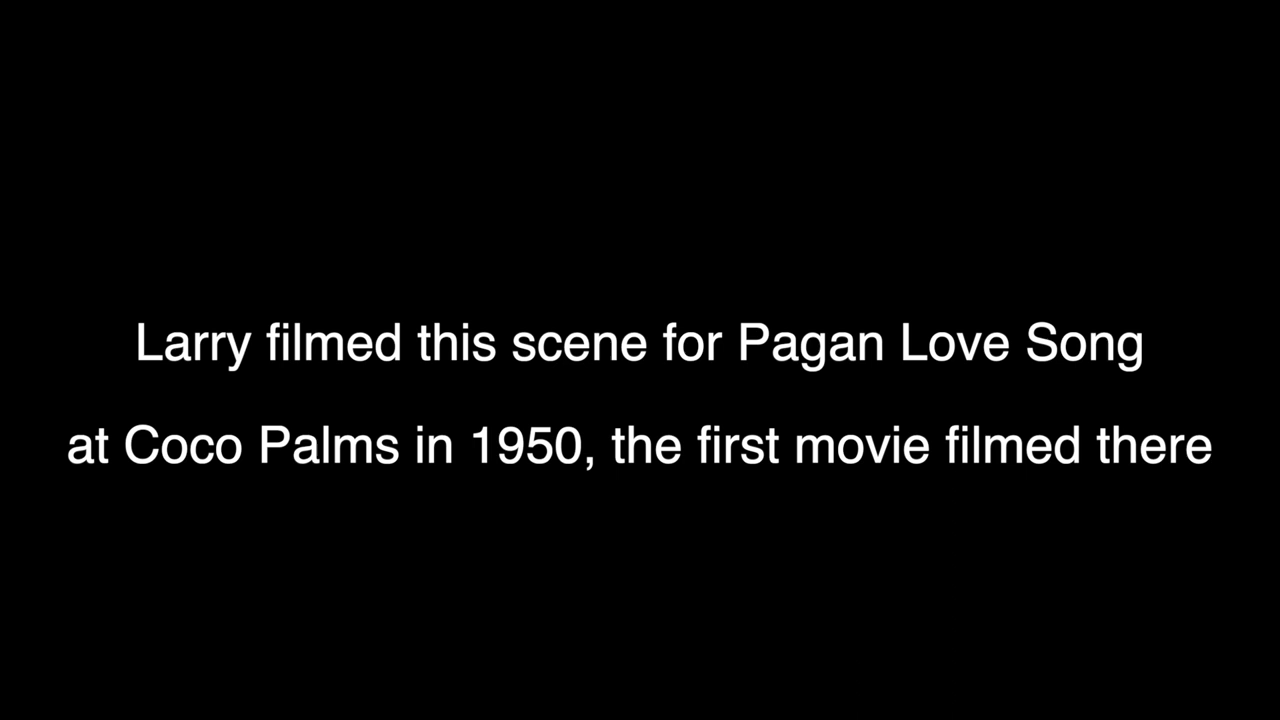 Larry filmed this scene for Pagan Love Song
at Coco Palms in 1950, the first movie filmed there